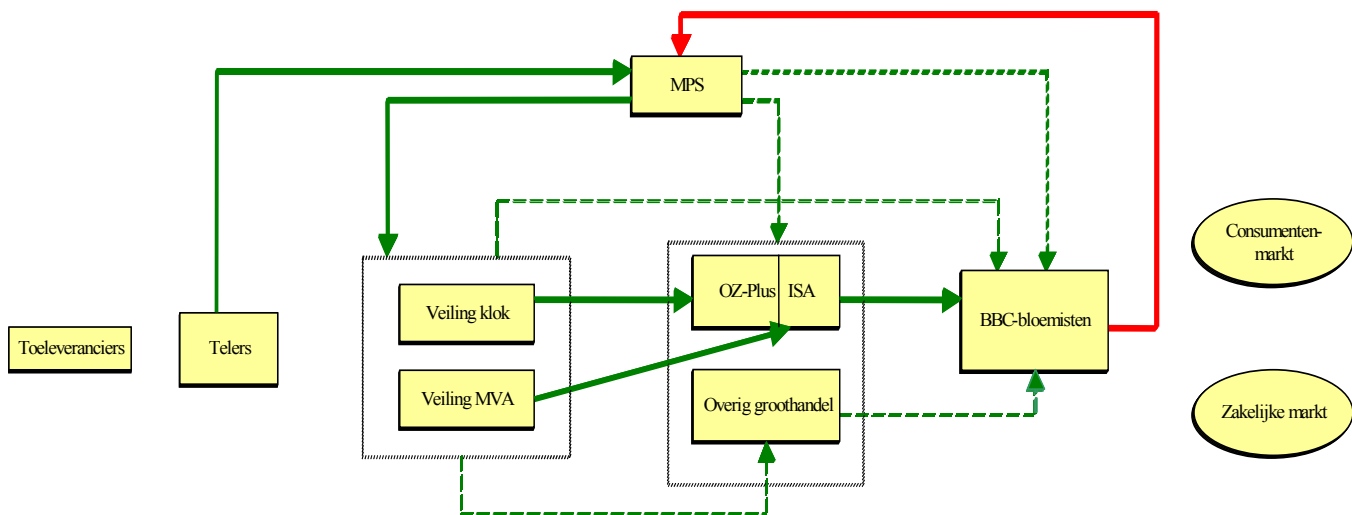 MPS
Consumenten-
markt
OZ-Plus
ISA
Veiling klok
BBC-bloemisten
Toeleveranciers
Telers
Veiling MVA
Overig groothandel
Zakelijke markt